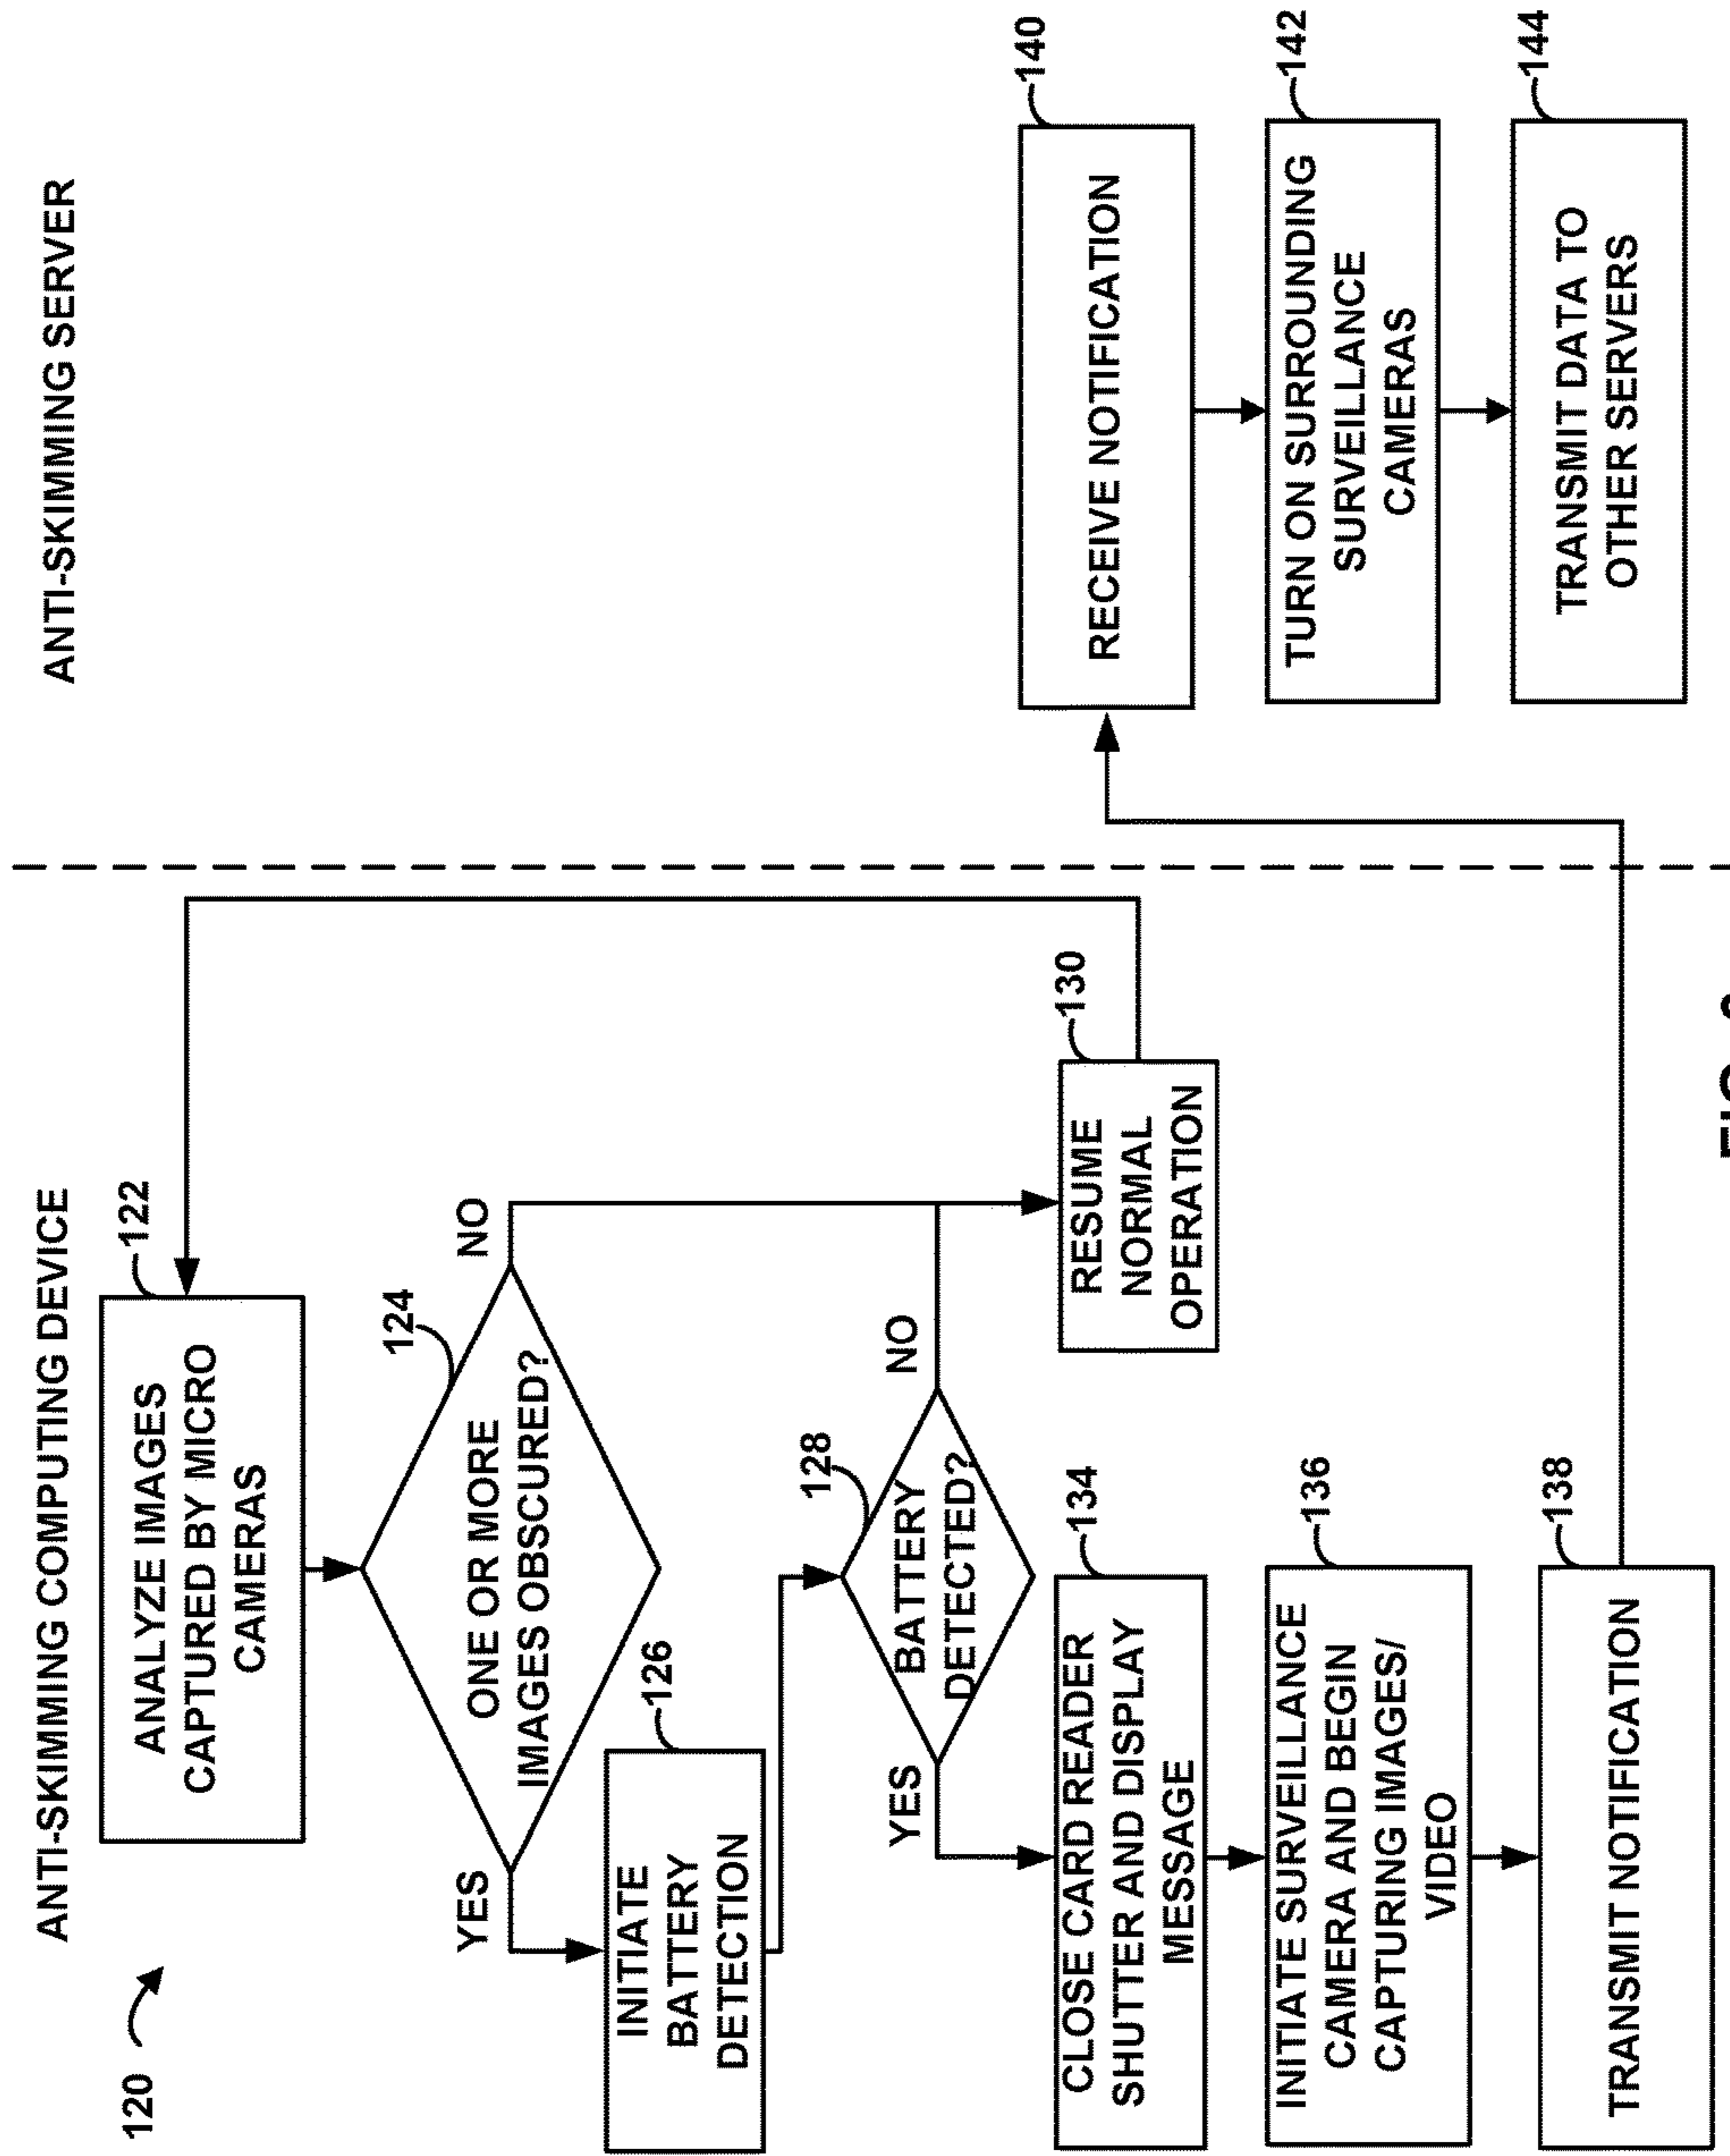 ANTI-SKIMMING COMPUTING DEVICE
ANTI-SKIMMING SERVER
120
122
ANALYZE IMAGES
CAPTURED BY MICRO
CAMERAS
124
ONE OR MORE
IMAGES OBSCURED?
YES
NO
126
INITIATE
BATTERY
DETECTION
128
BATTERY
DETECTED?
YES
NO
130
RESUME
NORMAL
OPERATION
134
CLOSE CARD READER
SHUTTER AND DISPLAY
MESSAGE
136
INITIATE SURVEILLANCE
CAMERA AND BEGIN
CAPTURING IMAGES/
VIDEO
138
TRANSMIT NOTIFICATION
140
RECEIVE NOTIFICATION
142
TURN ON SURROUNDING
SURVEILLANCE
CAMERAS
144
TRANSMIT DATA TO
OTHER SERVERS